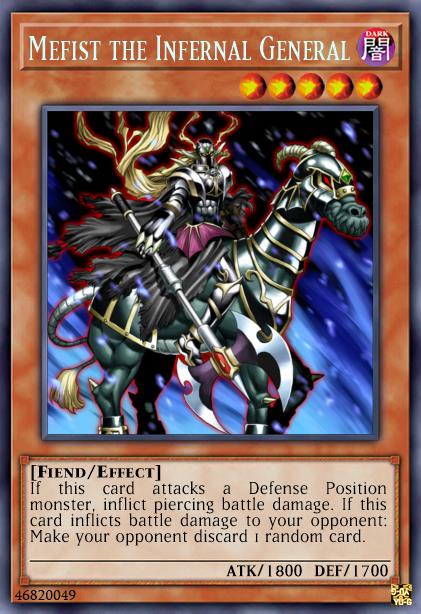 Mefist the Infernal General
DARK
闇
[Fiend/Effect]
If this card attacks a Defense Position
monster, inflict piercing battle damage. If this
card inflicts battle damage to your opponent:
Make your opponent discard 1 random card.
ATK/1800 DEF/1700
46820049